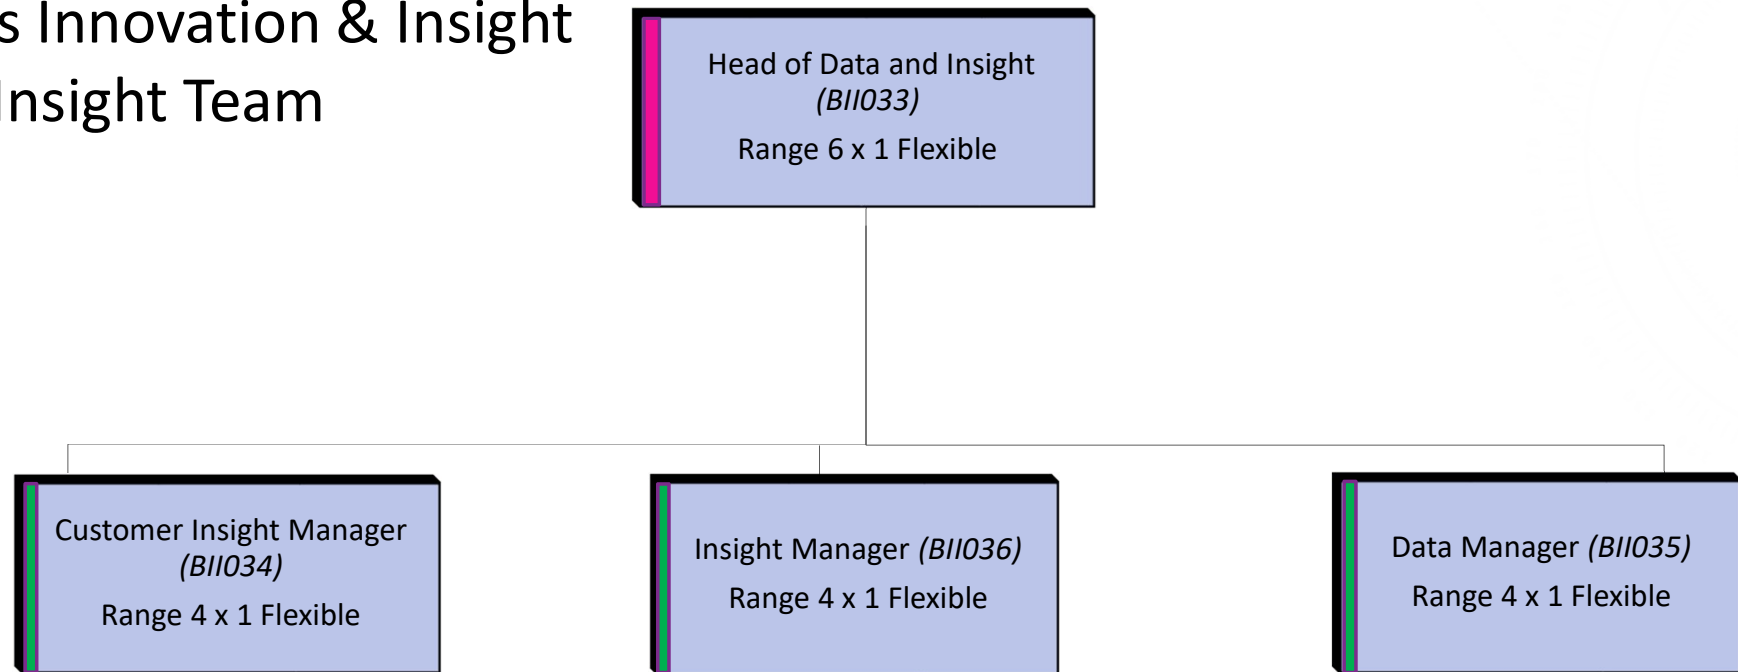 s Innovation & Insight
Insight Team
Head of Data and Insight
(BII033)
Range 6 x 1 Flexible
Customer Insight Manager
(BII034)
Range 4 x 1 Flexible
Insight Manager (BII036)
Range 4 x 1 Flexible
Data Manager (BII035)
Range 4 x 1 Flexible